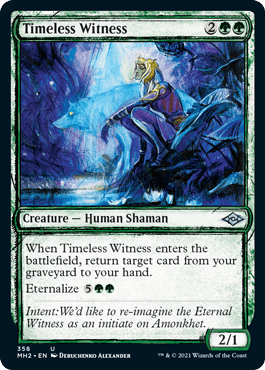 Timeless Witness 2
Creature — Human Shaman
When Timeless Witness enters the
battlefield, return target card from your
graveyard to your hand.
Eternalize 5
Intent:We'd like to re-imagine the Eternal
Witness as an initiate on Amonkhet.
2/1
358 U
MH2 • EN DERUCHENKO ALEXANDER
™ & © 2021 Wizards of the Coast